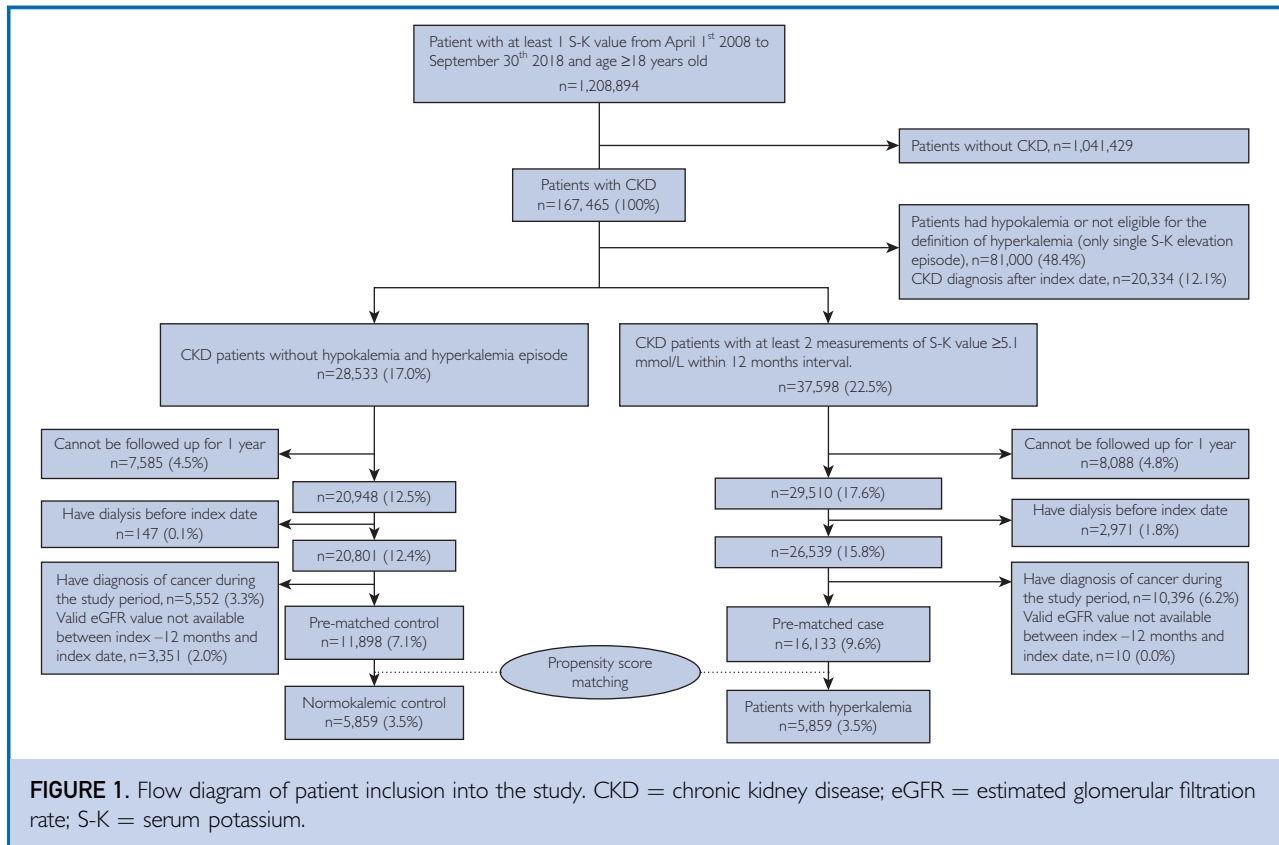 Patient with at least 1 S-K value from April 1st 2008 to
September 30th 2018 and age ≥18 years old
n=1,208,894
Patients without CKD, n=1,041,429
Patients with CKD
n=167, 465 (100%)
Patients had hypokalemia or not eligible for the
definition of hyperkalemia (only single S-K elevation
episode), n=81,000 (48.4%)
CKD diagnosis after index date, n=20,334 (12.1%)
CKD patients without hypokalemia and hyperkalemia episode
n=28,533 (17.0%)
CKD patients with at least 2 measurements of S-K value ≥5.1
mmol/L within 12 months interval.
n=37,598 (22.5%)
Cannot be followed up for 1 year
n=7,585 (4.5%)
Cannot be followed up for 1 year
n=8,088 (4.8%)
n=20,948 (12.5%)
n=29,510 (17.6%)
Have dialysis before index date
n=147 (0.1%)
Have dialysis before index date
n=2,971 (1.8%)
n=20,801 (12.4%)
n=26,539 (15.8%)
Have diagnosis of cancer during
the study period, n=5,552 (3.3%)
Valid eGFR value not available
between index –12 months and
index date, n=3,351 (2.0%)
Have diagnosis of cancer during
the study period, n=10,396 (6.2%)
Valid eGFR value not available
between index –12 months and
index date, n=10 (0.0%)
Pre-matched control
n=11,898 (7.1%)
Pre-matched case
n=16,133 (9.6%)
Propensity score
matching
Normokalemic control
n=5,859 (3.5%)
Patients with hyperkalemia
n=5,859 (3.5%)
FIGURE 1. Flow diagram of patient inclusion into the study. CKD = chronic kidney disease; eGFR = estimated glomerular filtration
rate; S-K = serum potassium.